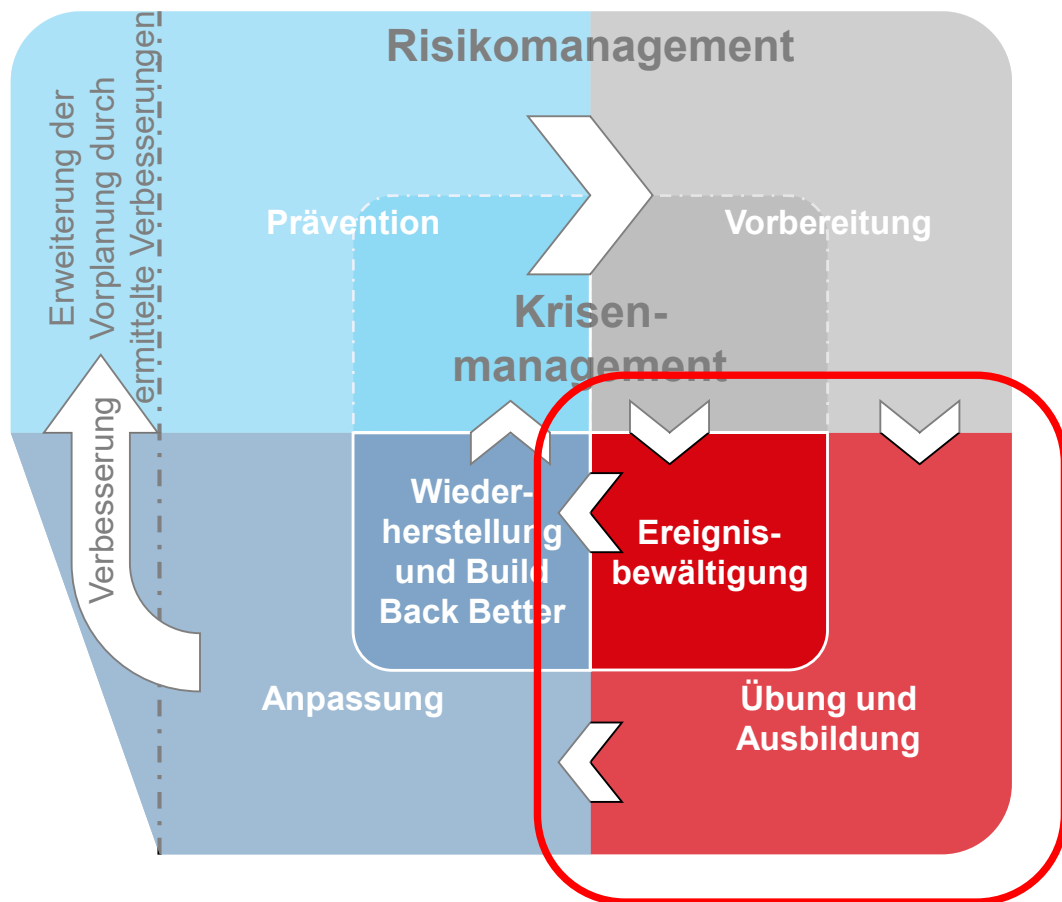 Risikomanagement
Erweiterung der
Vorplanung durch
ermittelte Verbesserungen
Prävention
Vorbereitung
Krisen-
management
Verbesserung
Wieder-
herstellung
und Build
Back Better
Ereignis-
bewältigung
Anpassung
Übung und
Ausbildung